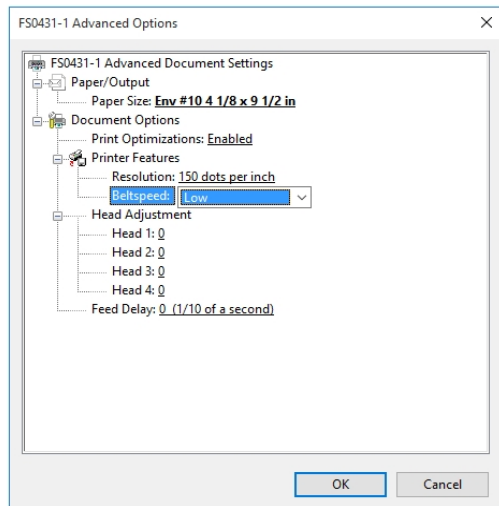 FS0431-1 Advanced Options
FS0431-1 Advanced Document Settings
Paper/Output
Paper Size: Env #10 4 1/8 x 9 1/2 in
Document Options
Print Optimizations: Enabled
Printer Features
Resolution: 150 dots per inch
Beltspeed: Low
Head Adjustment
Head 1: 0
Head 2: 0
Head 3: 0
Head 4: 0
Feed Delay: 0 (1/10 of a second)
OK Cancel